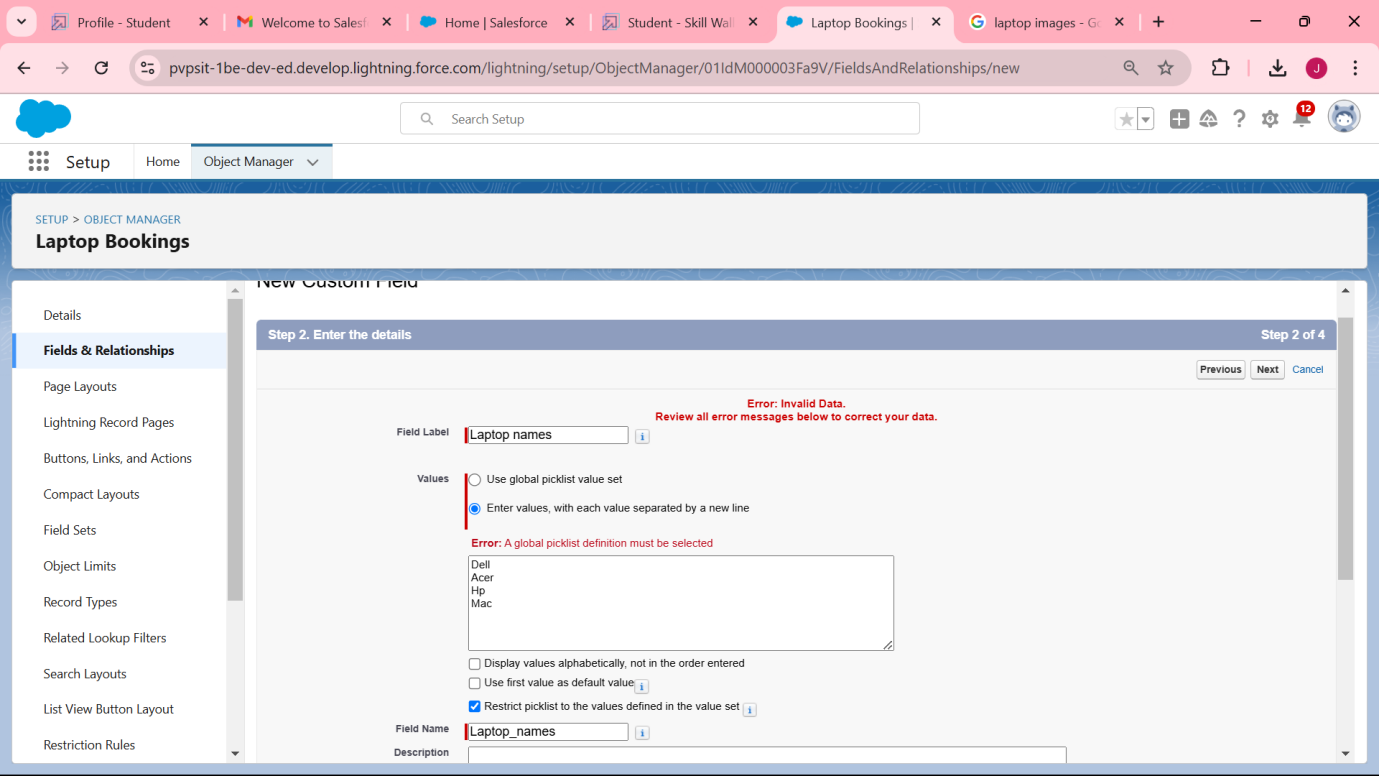 Profile - Student
Welcome to Salesf
Home | Salesforce
Student - Skill Wall
Laptop Bookings |
laptop images - Go
pvpsit-1be-dev-ed.develop.lightning.force.com/lightning/setup/ObjectManager/01IdM000003Fa9V/FieldsAndRelationships/new
J
Search Setup
12
Setup
Home
Object Manager
SETUP > OBJECT MANAGER
Laptop Bookings
Details
Fields & Relationships
Page Layouts
Lightning Record Pages
Buttons, Links, and Actions
Compact Layouts
Field Sets
Object Limits
Record Types
Related Lookup Filters
Search Layouts
List View Button Layout
Restriction Rules
New Custom Field
Step 2. Enter the details
Step 2 of 4
Previous Next Cancel
Error: Invalid Data.
Review all error messages below to correct your data.
Field Label Laptop names
Values Use global picklist value set
Enter values, with each value separated by a new line
Error: A global picklist definition must be selected
Dell
Acer
Hp
Mac
Display values alphabetically, not in the order entered
Use first value as default value
Restrict picklist to the values defined in the value set
Field Name Laptop_names
Description